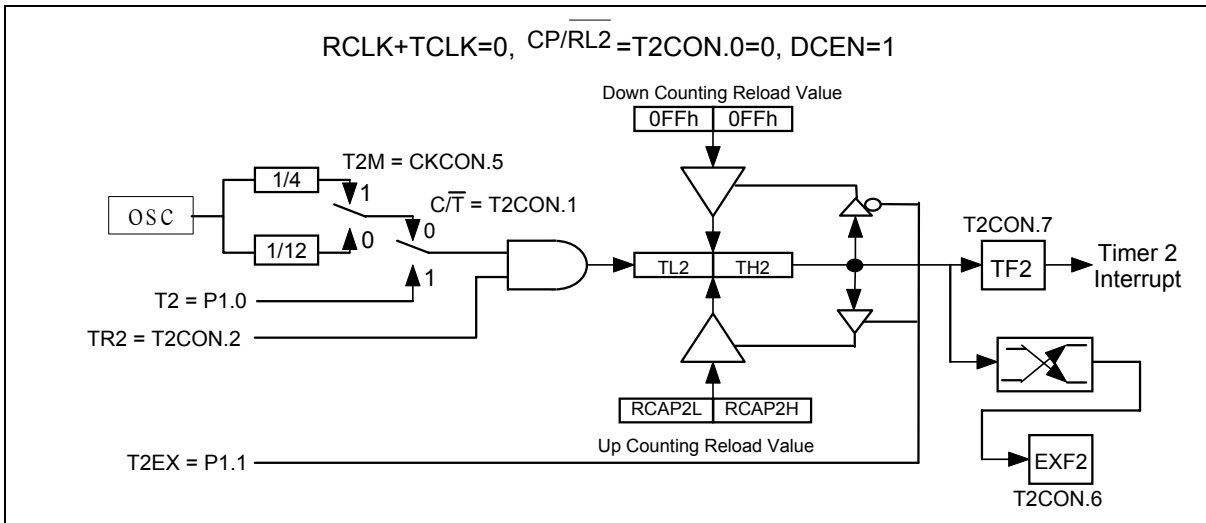 RCLK+TCLK=0, CP/RL2 =T2CON.0=0, DCEN=1
Down Counting Reload Value
0FFh 0FFh
T2M = CKCON.5
1/4
1
C/T = T2CON.1
OSC
0
T2CON.7
1/12
0
TL2 TH2
TF2
Timer 2
Interrupt
1
T2 = P1.0
TR2 = T2CON.2
RCAP2L RCAP2H
Up Counting Reload Value
T2EX = P1.1
EXF2
T2CON.6